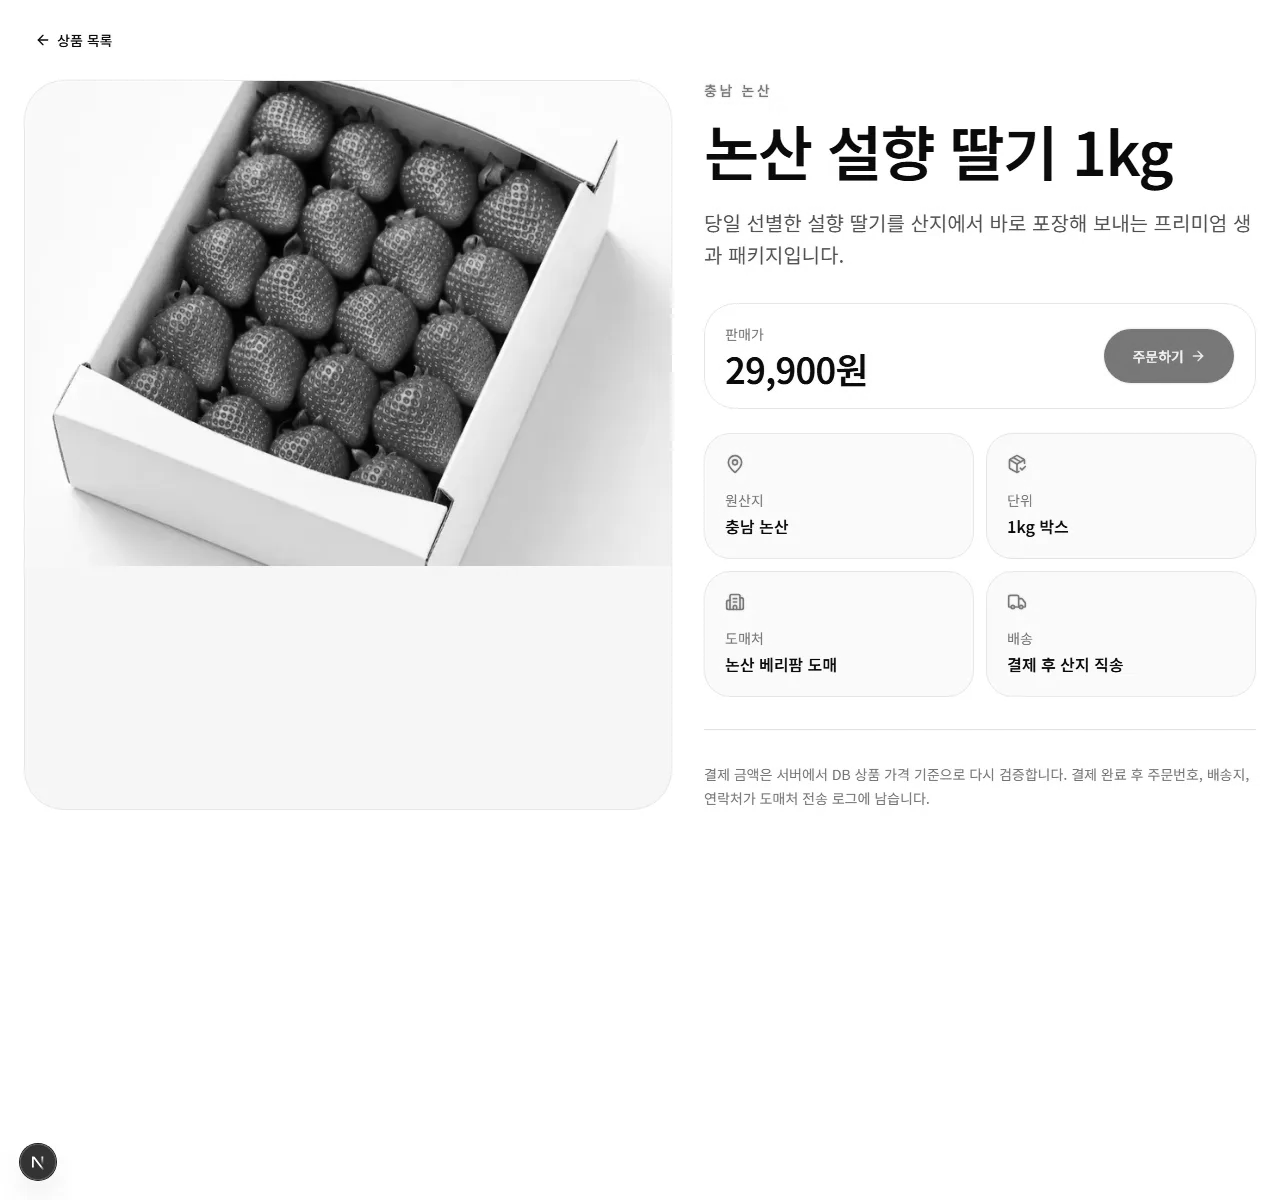 상품 목록
충남 논산
논산 설향 딸기 1kg
당일 선별한 설향 딸기를 산지에서 바로 포장해 보내는 프리미엄 생
과 패키지입니다.
판매가
29,900원
주문하기
원산지
충남 논산
단위
1kg 박스
도매처
논산 베리팜 도매
배송
결제 후 산지 직송
결제 금액은 서버에서 DB 상품 가격 기준으로 다시 검증합니다. 결제 완료 후 주문번호, 배송지,
연락처가 도매처 전송 로그에 남습니다.
N